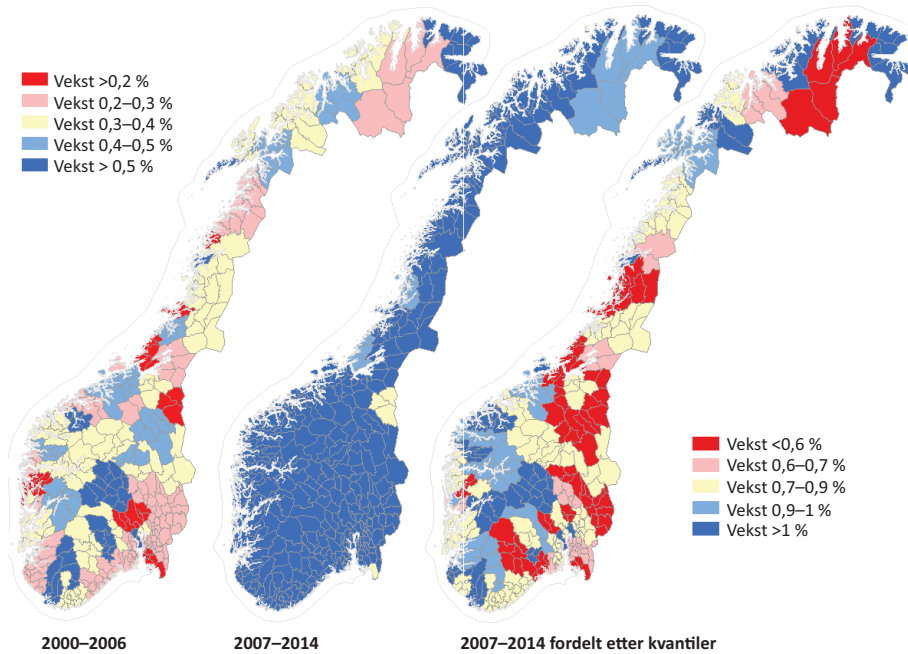 Vekst >0,2 %
Vekst 0,2–0,3 %
Vekst 0,3–0,4 %
Vekst 0,4–0,5 %
Vekst > 0,5 %
Vekst <0,6 %
Vekst 0,6–0,7 %
Vekst 0,7–0,9 %
Vekst 0,9–1 %
Vekst >1 %
2000–2006
2007–2014
2007–2014 fordelt etter kvantiler